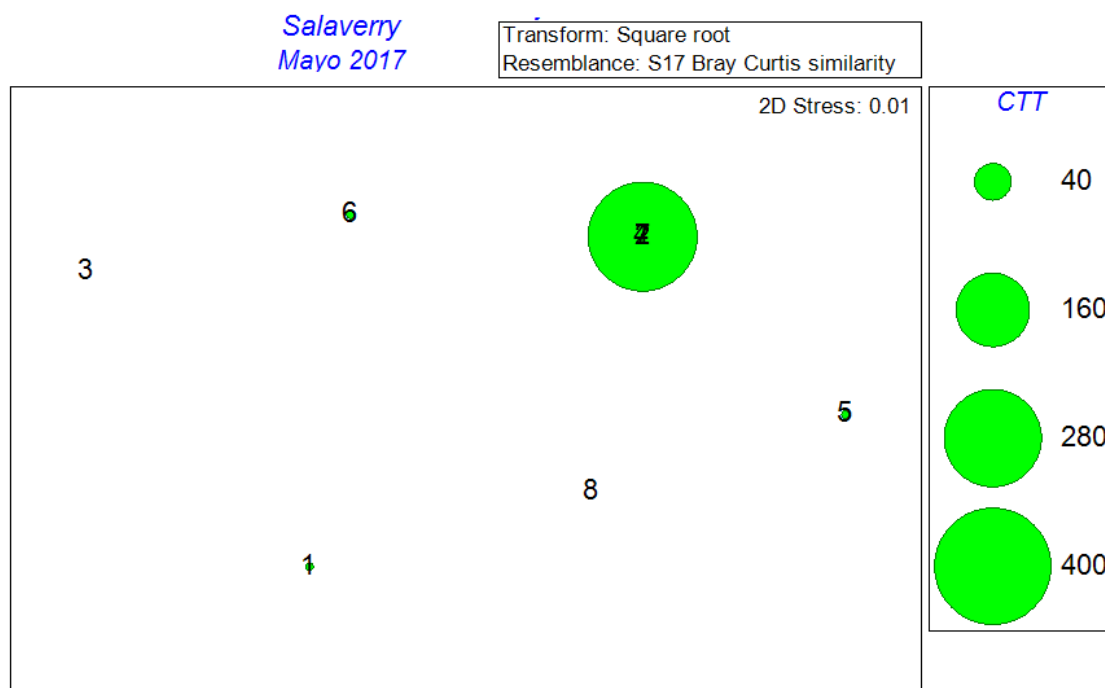 Salaverry
Mayo 2017
Transform: Square root
Resemblance: S17 Bray Curtis similarity
2D Stress: 0.01
CTT
40
160
280
400
6
3
5
8
1